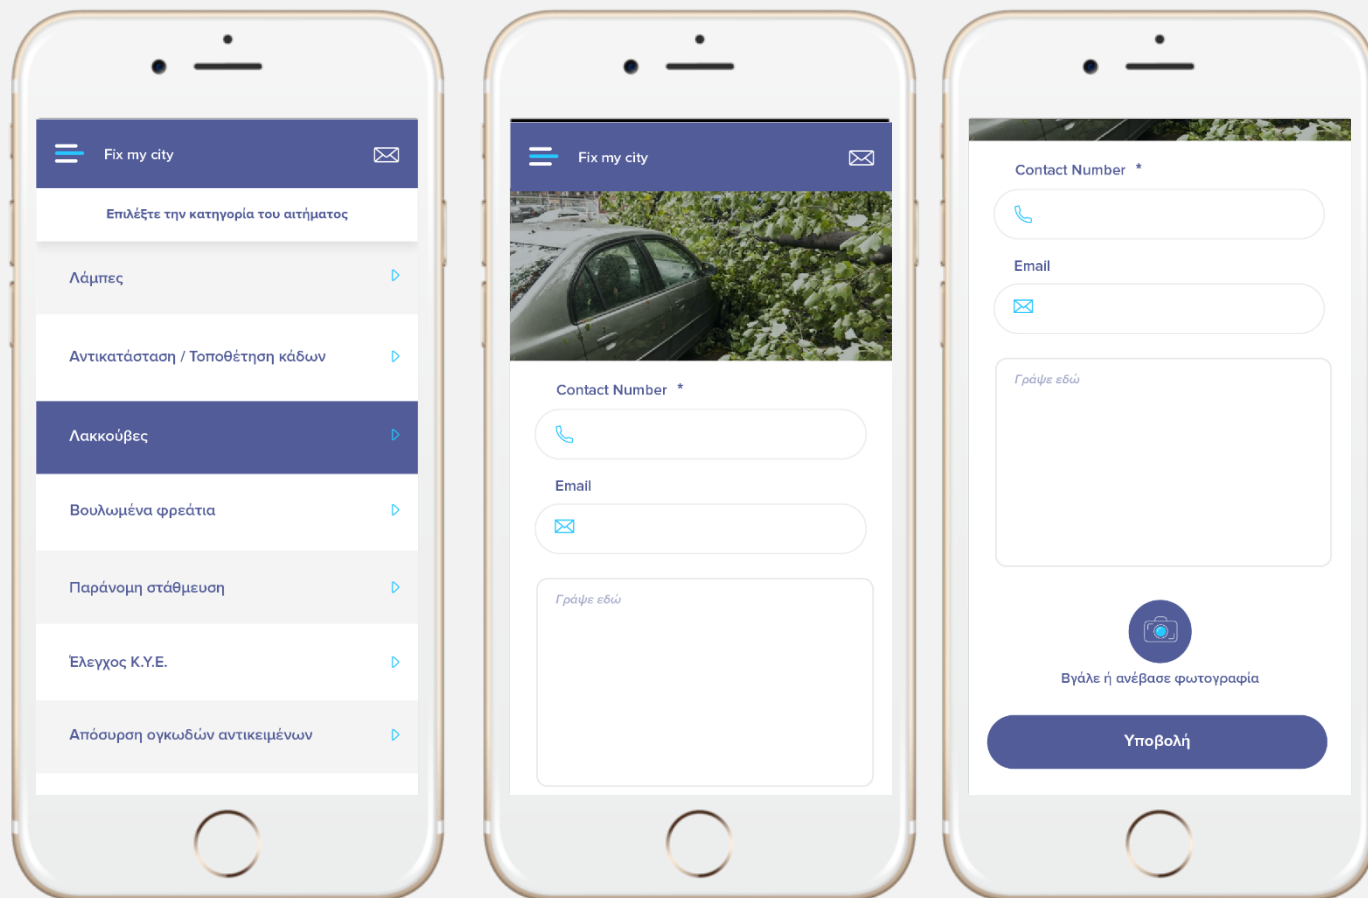 Fix my city
Επιλέξτε την κατηγορία του αιτήματος
Λάμπες
Αντικατάσταση / Τοποθέτηση κάδων
Λακκούβες
Βουλωμένα φρεάτια
Παράνομη στάθμευση
Έλεγχος Κ.Υ.Ε.
Απόσυρση ογκωδών αντικειμένων
Fix my city
Contact Number *
Email
Γράψε εδώ
Contact Number *
Email
Γράψε εδώ
Βγάλε ή ανέβασε φωτογραφία
Υποβολή